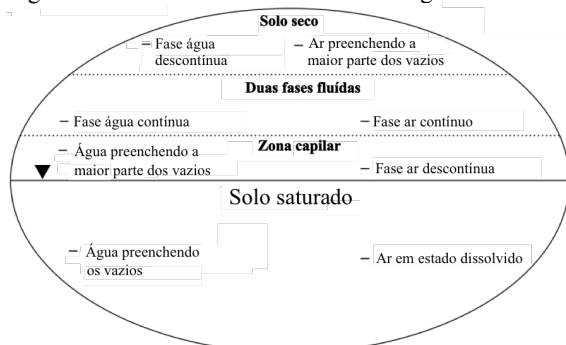 Solo seco
– Fase água
descontínua
– Ar preenchendo a
maior parte dos vazios
Duas fases fluídas
– Fase água contínua
– Fase ar contínuo
Zona capilar
– Água preenchendo a
maior parte dos vazios
– Fase ar descontínua
Solo saturado
– Água preenchendo
os vazios
– Ar em estado dissolvido